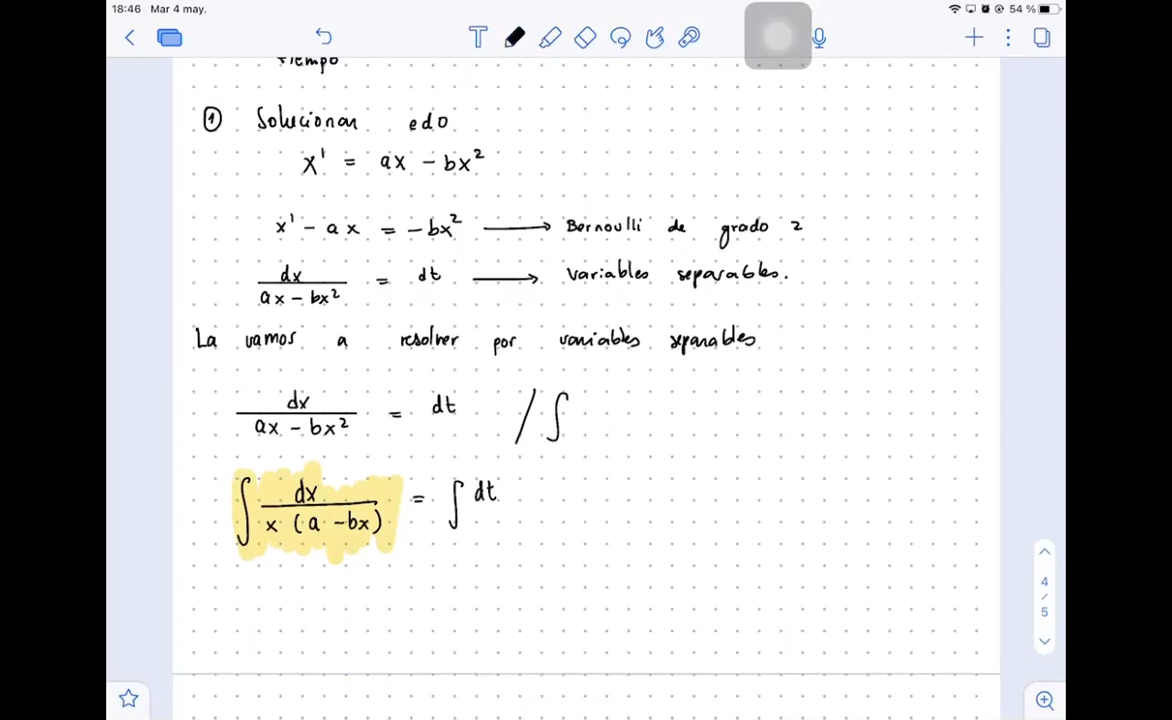 18:46 Mar 4 may. 54 %
tiempo
① Solucionar edo
x' = ax - bx²
x' - ax = -bx² ⟶ Bernoulli de grado 2
dx / ax - bx² = dt ⟶ variables separables.
La vamos a resolver por variables separables
dx / ax - bx² = dt / ∫
∫ dx / x (a - bx) = ∫ dt
4
/
5